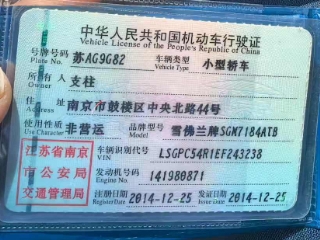 中华人民共和国机动车行驶证
Vehicle License of the People's Republic of China
号牌号码 苏AG9G82 车辆类型 小型轿车
Plate No. Vehicle Type
所有人 支柱
Owner
住址 南京市鼓楼区中央北路44号
Address
使用性质 非营运 品牌型号 雪佛兰牌SGM7184ATB
Use Character Model
江苏省南京
市公安局
交通管理局
车辆识别代号 LSGPC54R1EF243238
VIN
发动机号码 141980871
Engine No.
注册日期 2014-12-25 发证日期 2014-12-25
Register Date Issue Date